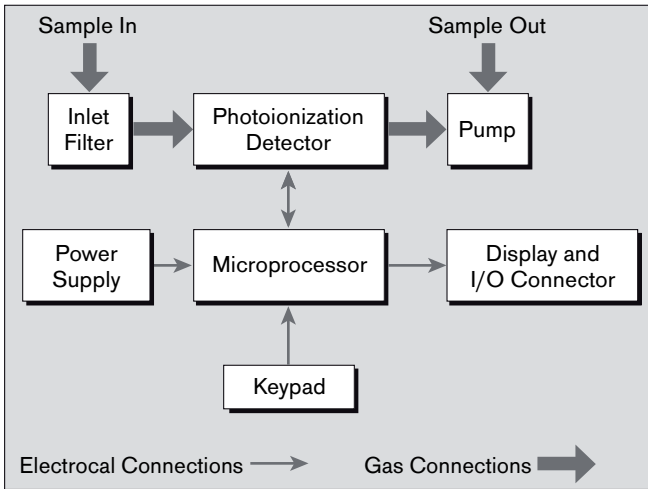 Sample In
Sample Out
Inlet
Filter
Photoionization
Detector
Pump
Power
Supply
Microprocessor
Display and
I/O Connector
Keypad
Electrocal Connections
Gas Connections